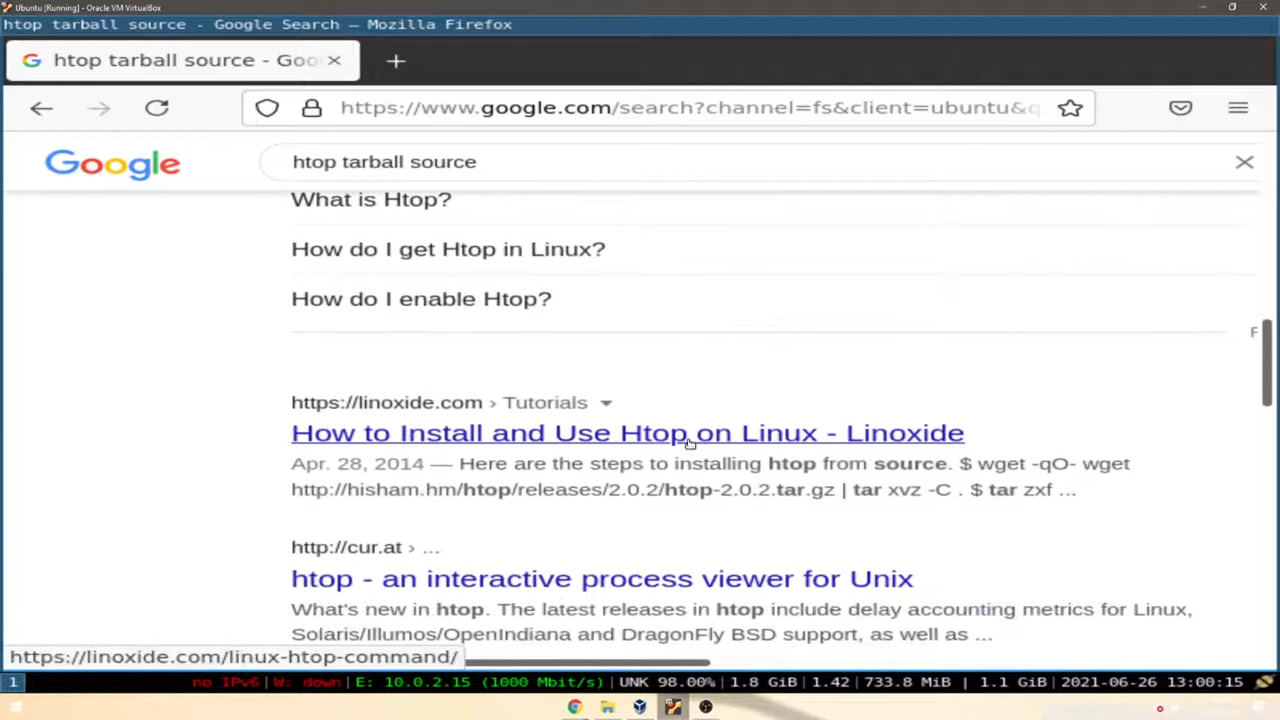 Ubuntu [Running] - Oracle VM VirtualBox
htop tarball source - Google Search — Mozilla Firefox
htop tarball source - Goo
https://www.google.com/search?channel=fs&client=ubuntu&q
Google
htop tarball source
What is Htop?
How do I get Htop in Linux?
How do I enable Htop?
F
https://linoxide.com › Tutorials
How to Install and Use Htop on Linux - Linoxide
Apr. 28, 2014 — Here are the steps to installing htop from source. $ wget -qO- wget
http://hisham.hm/htop/releases/2.0.2/htop-2.0.2.tar.gz | tar xvz -C . $ tar zxf ...
http://cur.at › ...
htop - an interactive process viewer for Unix
What's new in htop. The latest releases in htop include delay accounting metrics for Linux,
Solaris/Illumos/OpenIndiana and DragonFly BSD support, as well as ...
https://linoxide.com/linux-htop-command/
1 no IPv6|W: down|E: 10.0.2.15 (1000 Mbit/s)|UNK 98.00%|1.8 GiB|1.42|733.8 MiB | 1.1 GiB|2021-06-26 13:00:15